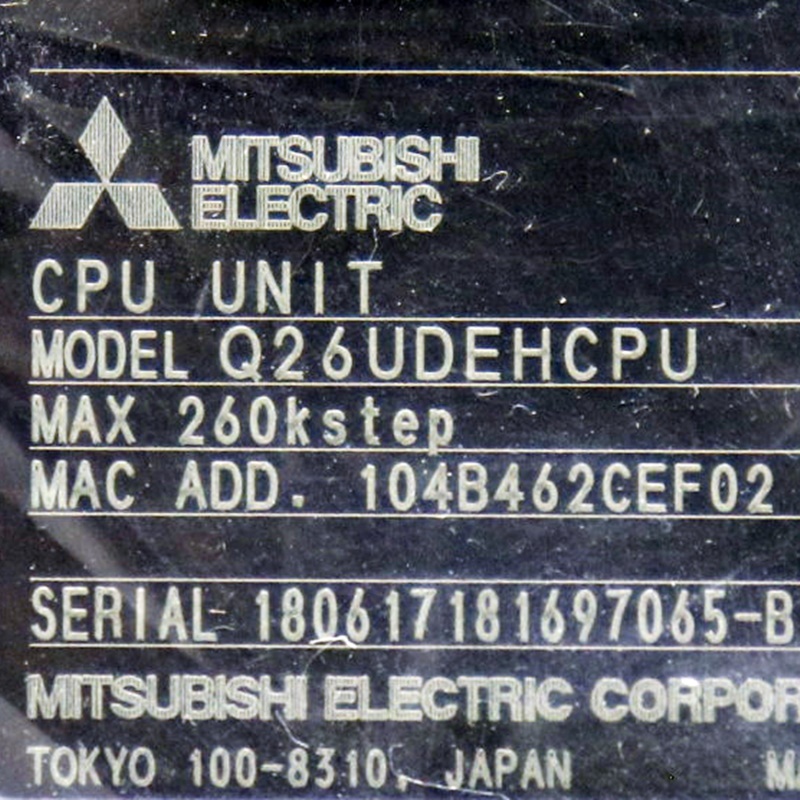 MITSUBISHI
ELECTRIC
CPU UNIT
MODEL Q26UDEHCPU
MAX 260kstep
MAC ADD. 104B462CEF02
SERIAL 180617181697065-B
MITSUBISHI ELECTRIC
TOKYO 100-8310, JAPAN